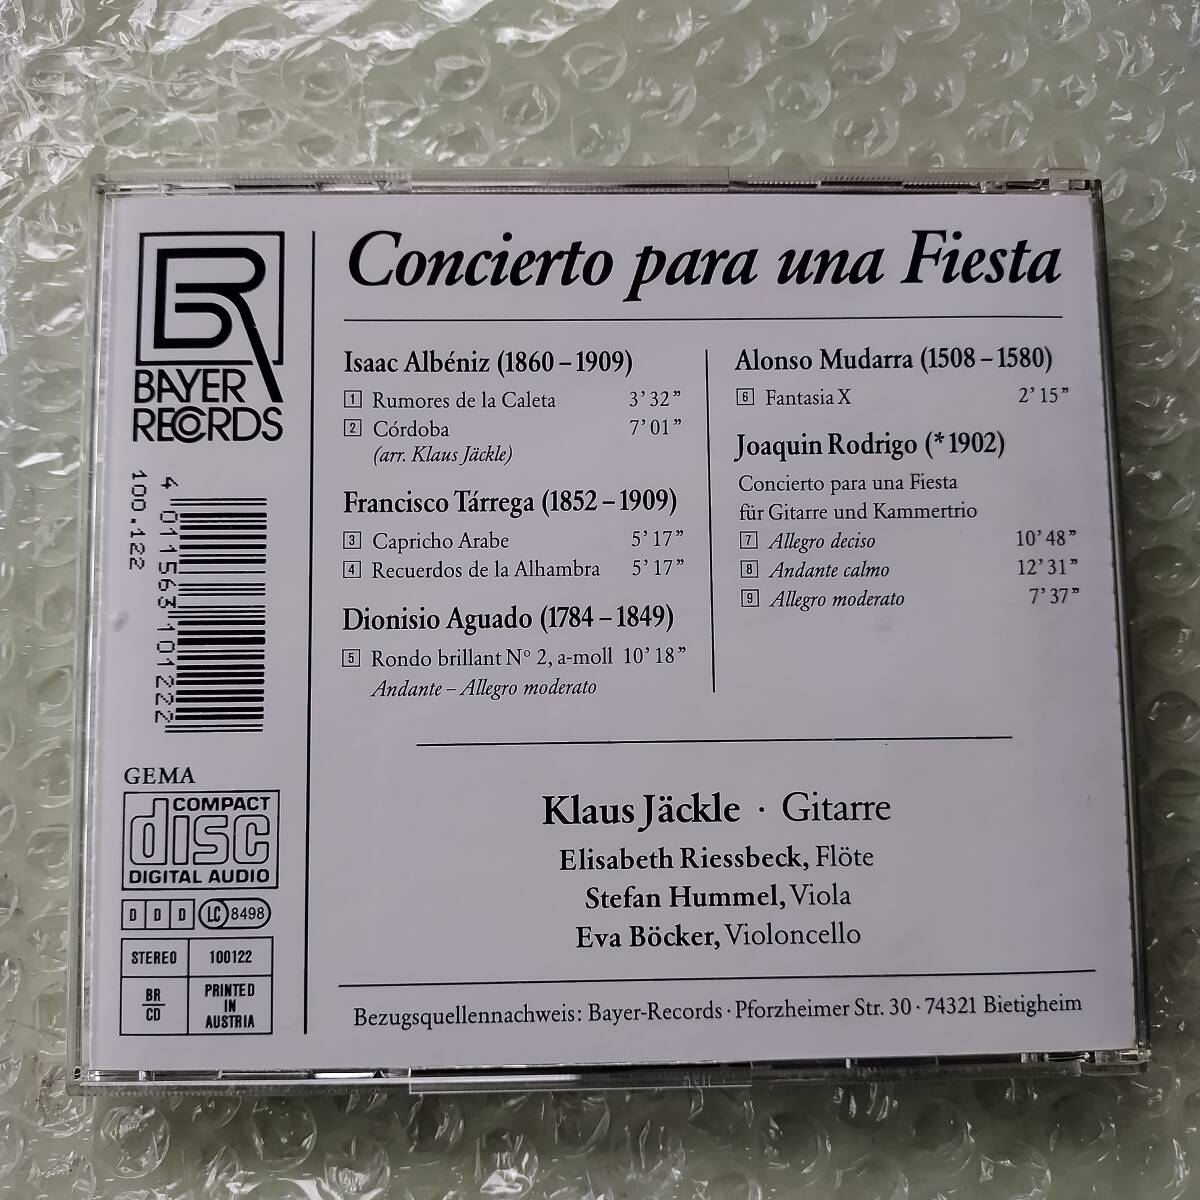 BR
BAYER
RECORDS
4 011563 101222
100.122
GEMA
COMPACT
disc
DIGITAL AUDIO
D D D LC 8498
STEREO 100122
BR
CD
PRINTED
IN
AUSTRIA
Concierto para una Fiesta
Isaac Albéniz (1860 – 1909)
1 Rumores de la Caleta 3’32”
2 Córdoba 7’01”
(arr. Klaus Jäckle)
Francisco Tárrega (1852 – 1909)
3 Capricho Arabe 5’17”
4 Recuerdos de la Alhambra 5’17”
Dionisio Aguado (1784 – 1849)
5 Rondo brillant Nº 2, a-moll 10’18”
Andante – Allegro moderato
Alonso Mudarra (1508 – 1580)
6 Fantasia X 2’15”
Joaquin Rodrigo (*1902)
Concierto para una Fiesta
für Gitarre und Kammertrio
7 Allegro deciso 10’48”
8 Andante calmo 12’31”
9 Allegro moderato 7’37”
Klaus Jäckle · Gitarre
Elisabeth Riessbeck, Flöte
Stefan Hummel, Viola
Eva Böcker, Violoncello
Bezugsquellennachweis: Bayer-Records · Pforzheimer Str. 30 · 74321 Bietigheim